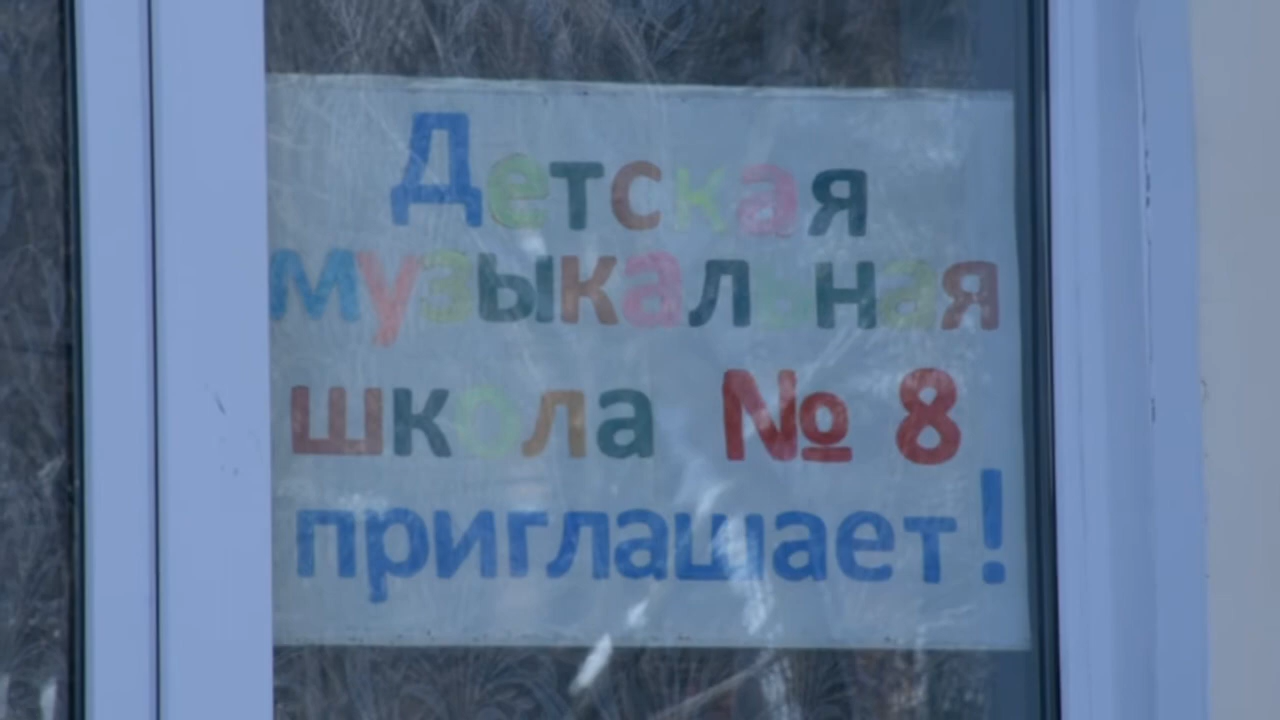 Детская
музыкальная
школа № 8
приглашает!